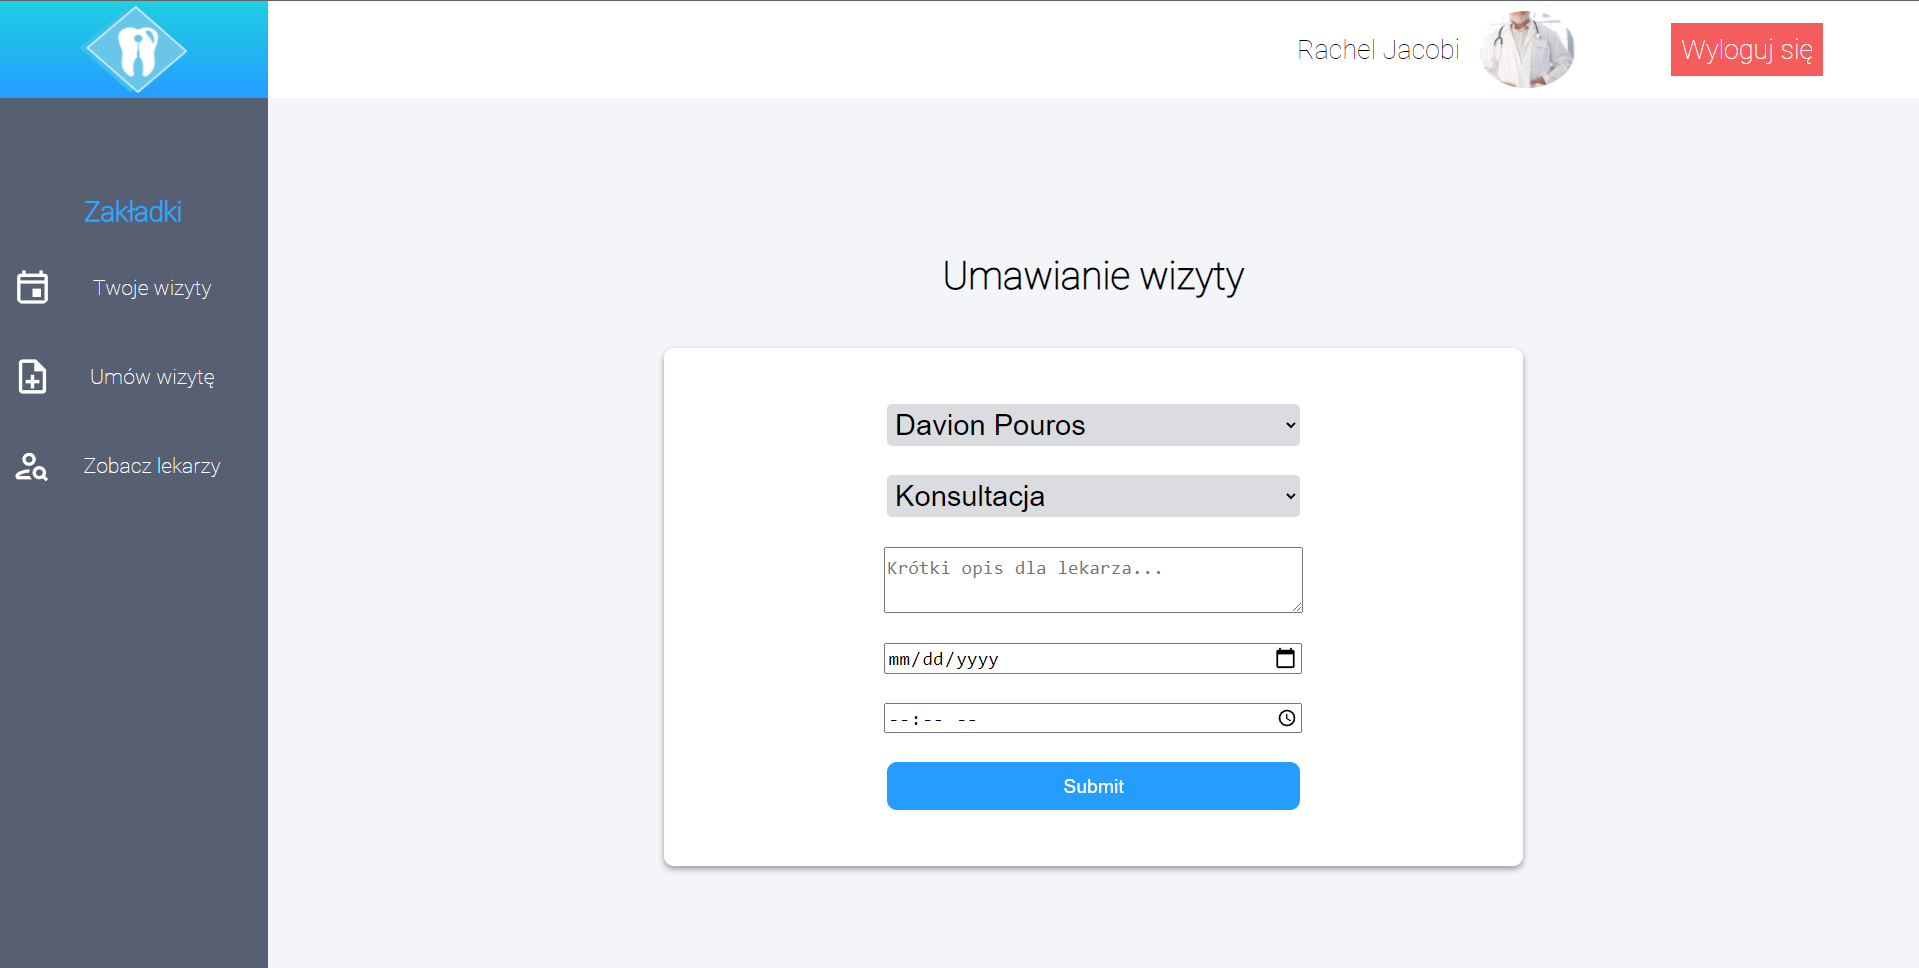 Rachel Jacobi
Wyloguj się
Zakładki
Twoje wizyty
Umów wizytę
Zobacz lekarzy
Umawianie wizyty
Davion Pouros
Konsultacja
Krótki opis dla lekarza...
mm/dd/yyyy
--:-- --
Submit